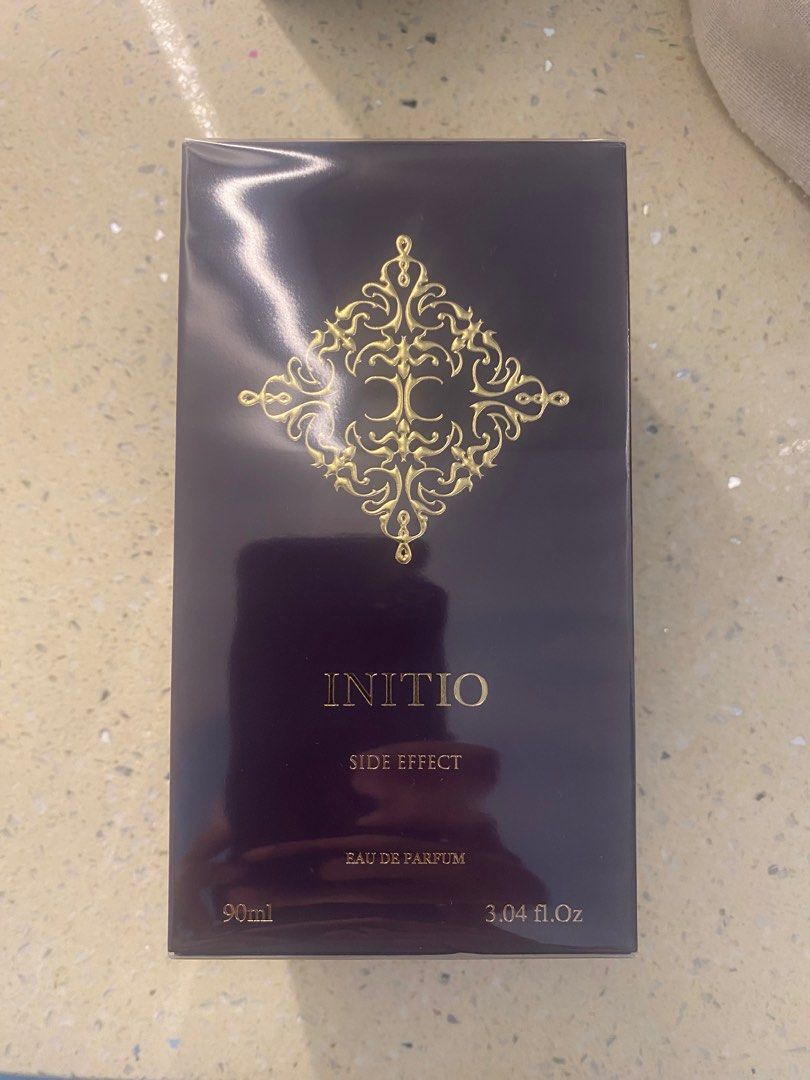 INITIO
SIDE EFFECT
EAU DE PARFUM
90ml 3.04 fl.Oz